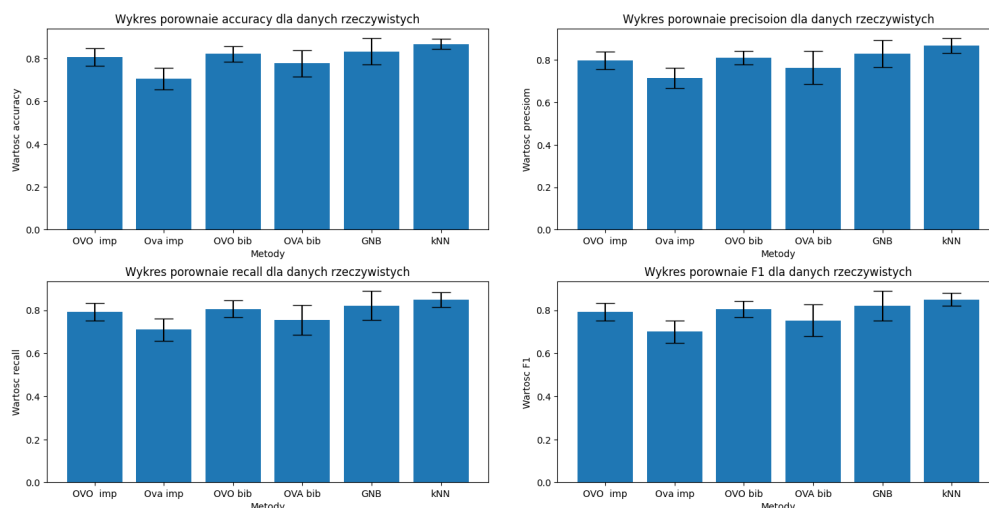 Wykres porownaie accuracy dla danych rzeczywistych
Wartosc accuracy
0.8
0.6
0.4
0.2
0.0
OVO  imp Ova imp OVO bib OVA bib GNB kNN
Metody
Wykres porownaie precisoion dla danych rzeczywistych
Wartosc precsiom
0.8
0.6
0.4
0.2
0.0
OVO  imp Ova imp OVO bib OVA bib GNB kNN
Metody
Wykres porownaie recall dla danych rzeczywistych
Wartosc recall
0.8
0.6
0.4
0.2
0.0
OVO  imp Ova imp OVO bib OVA bib GNB kNN
Metody
Wykres porownaie F1 dla danych rzeczywistych
Wartosc F1
0.8
0.6
0.4
0.2
0.0
OVO  imp Ova imp OVO bib OVA bib GNB kNN
Metody